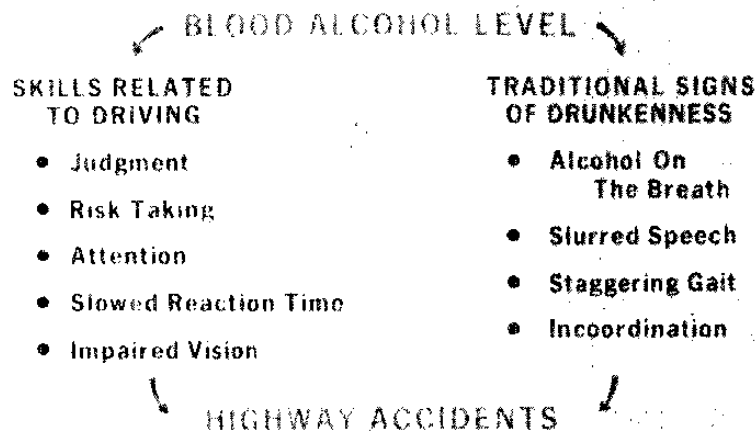 BLOOD ALCOHOL LEVEL
SKILLS RELATED
TO DRIVING
• Judgment
• Risk Taking
• Attention
• Slowed Reaction Time
• Impaired Vision
TRADITIONAL SIGNS
OF DRUNKENNESS
• Alcohol On
The Breath
• Slurred Speech
• Staggering Gait
• Incoordination
HIGHWAY ACCIDENTS